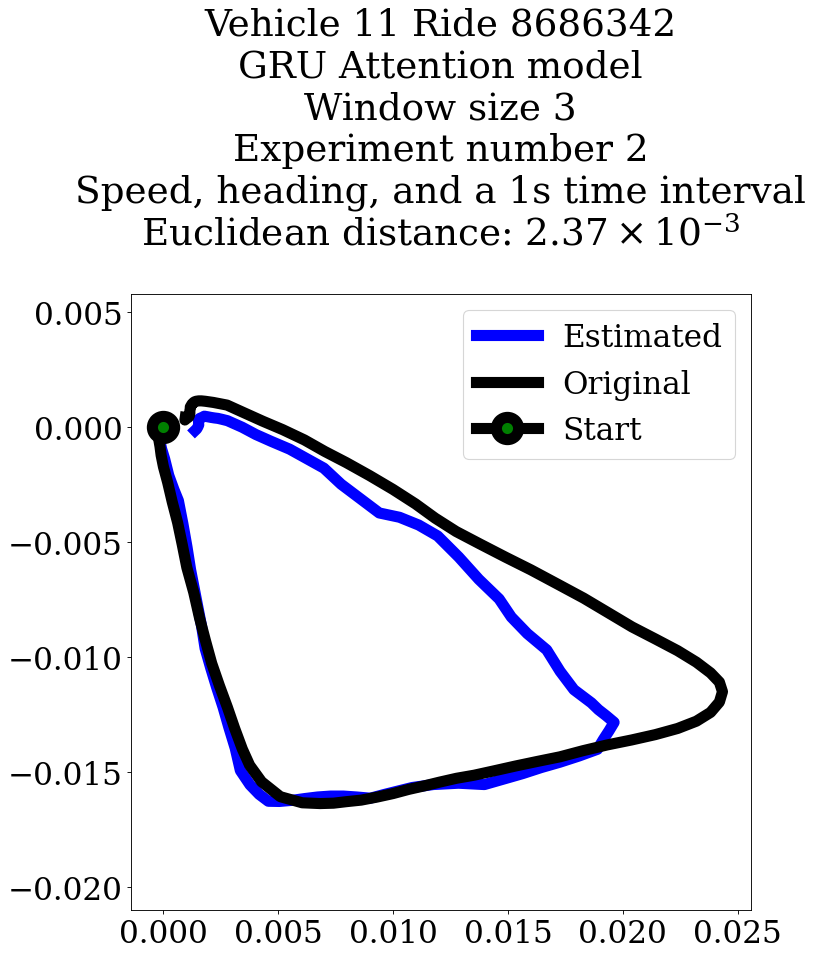 Vehicle 11 Ride 8686342
GRU Attention model
Window size 3
Experiment number 2
Speed, heading, and a 1s time interval
Euclidean distance: 2.37 × 10⁻³
Estimated
Original
Start
0.005
0.000
−0.005
−0.010
−0.015
−0.020
0.000 0.005 0.010 0.015 0.020 0.025